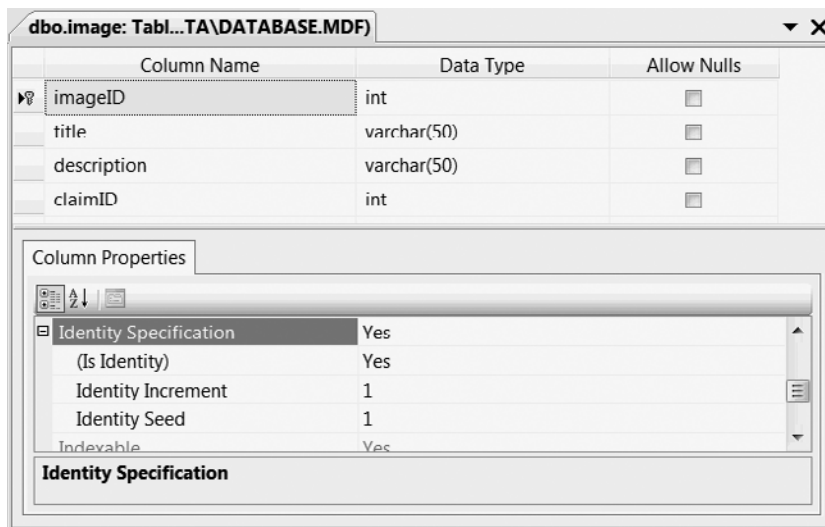 dbo.image: Tabl...TA\DATABASE.MDF)
Column Name Data Type Allow Nulls
imageID int
title varchar(50)
description varchar(50)
claimID int
Column Properties
Identity Specification Yes
(Is Identity) Yes
Identity Increment 1
Identity Seed 1
Indexable Yes
Identity Specification